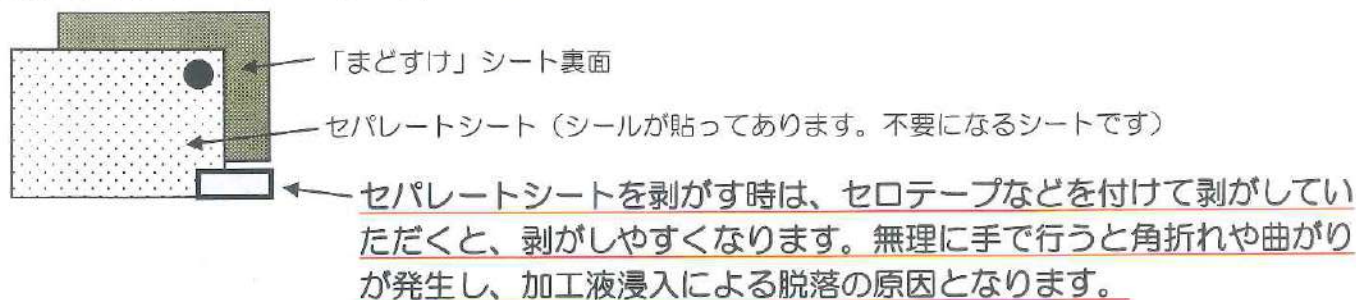 「まどすけ」シート裏面
セパレートシート（シールが貼ってあります。不要になるシートです）
セパレートシートを剥がす時は、セロテープなどを付けて剥がしてい
ただくと、剥がしやすくなります。無理に手で行うと角折れや曲がり
が発生し、加工液浸入による脱落の原因となります。